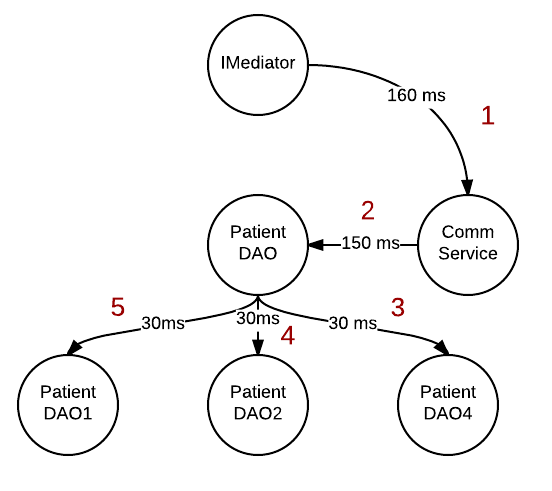 IMediator
160 ms
1
2
Patient
DAO
150 ms
Comm
Service
5
30ms
30ms
4
30 ms
3
Patient
DAO1
Patient
DAO2
Patient
DAO4